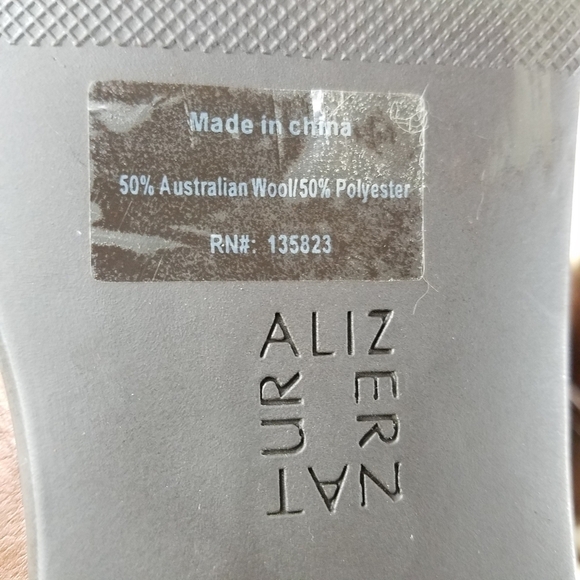 Made in china
50% Australian Wool/50% Polyester
RN#: 135823
NATURALIZER